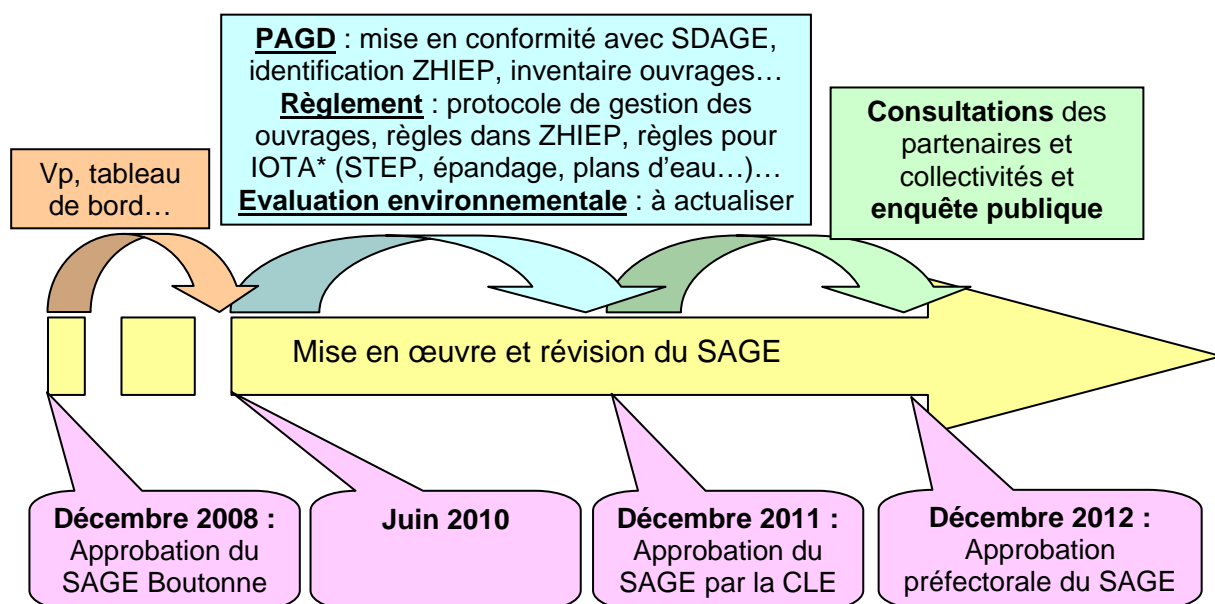 PAGD : mise en conformité avec SDAGE,
identification ZHIEP, inventaire ouvrages…
Règlement : protocole de gestion des
ouvrages, règles dans ZHIEP, règles pour
IOTA* (STEP, épandage, plans d'eau…)…
Evaluation environnementale : à actualiser
Consultations des
partenaires et
collectivités et
enquête publique
Vp, tableau
de bord…
Mise en œuvre et révision du SAGE
Décembre 2008 :
Approbation du
SAGE Boutonne
Juin 2010
Décembre 2011 :
Approbation du
SAGE par la CLE
Décembre 2012 :
Approbation
préfectorale du SAGE